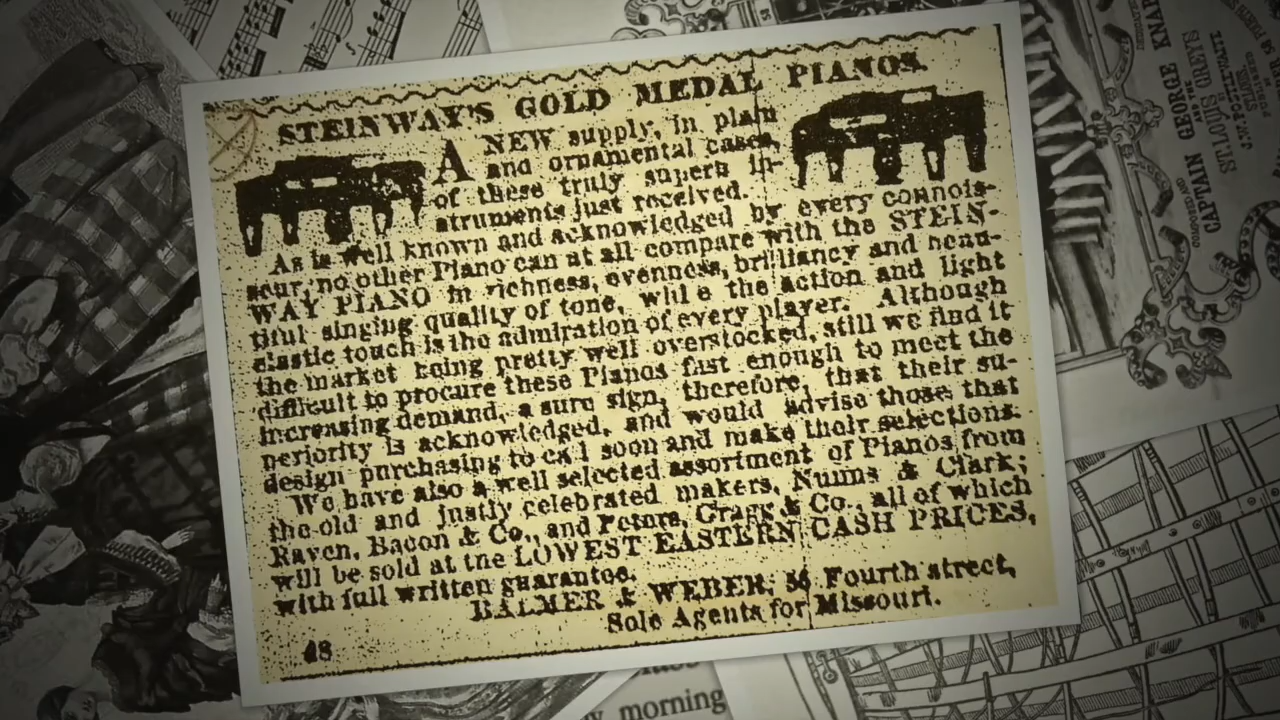 STEINWAY'S GOLD MEDAL PIANOS.
A NEW supply, in plain
and ornamental cases,
of these truly superb in-
struments just received.
As is well known and acknowledged by every connois-
seur, no other Piano can at all compare with the STEIN-
WAY PIANO in richness, evenness, brilliancy and beau-
tiful singing quality of tone, while the action and light
elastic touch is the admiration of every player. Although
the market being pretty well overstocked, still we find it
difficult to procure these Pianos fast enough to meet the
increasing demand, a sure sign, therefore, that their su-
periority is acknowledged, and would advise those that
design purchasing to call soon and make their selections.
We have also a well selected assortment of Pianos from
the old and justly celebrated makers, Nunns & Clark;
Raven, Bacon & Co., and Peters, Cragg & Co., all of which
will be sold at the LOWEST EASTERN CASH PRICES,
with full written guarantee.
BALMER & WEBER, 56 Fourth street,
Sole Agents for Missouri.
48
CAPTAIN GEORGE KNAP
ST. LOUIS GREYS
morning